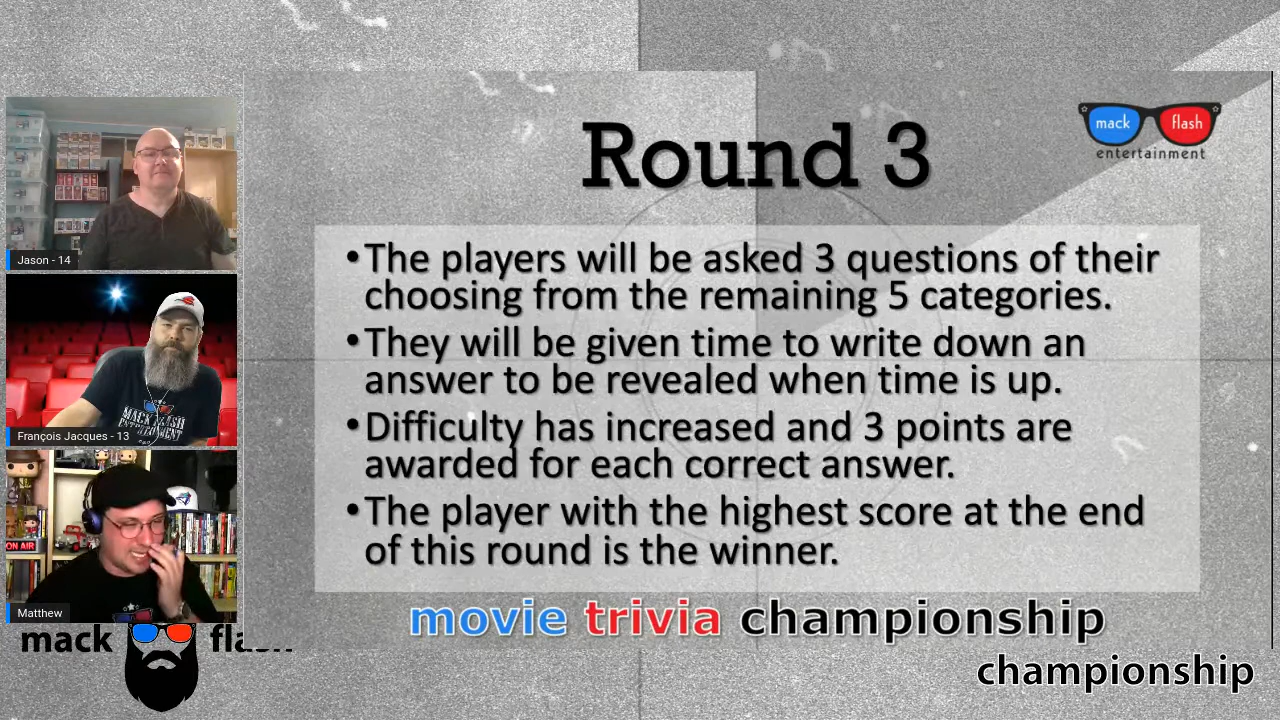 Round 3
mack flash
entertainment
•The players will be asked 3 questions of their
choosing from the remaining 5 categories.
•They will be given time to write down an
answer to be revealed when time is up.
•Difficulty has increased and 3 points are
awarded for each correct answer.
•The player with the highest score at the end
of this round is the winner.
movie trivia championship
championship
Jason - 14
MACK FLASH
ENTERTAINMENT
François Jacques - 13
ON AIR
Matthew
mack flash